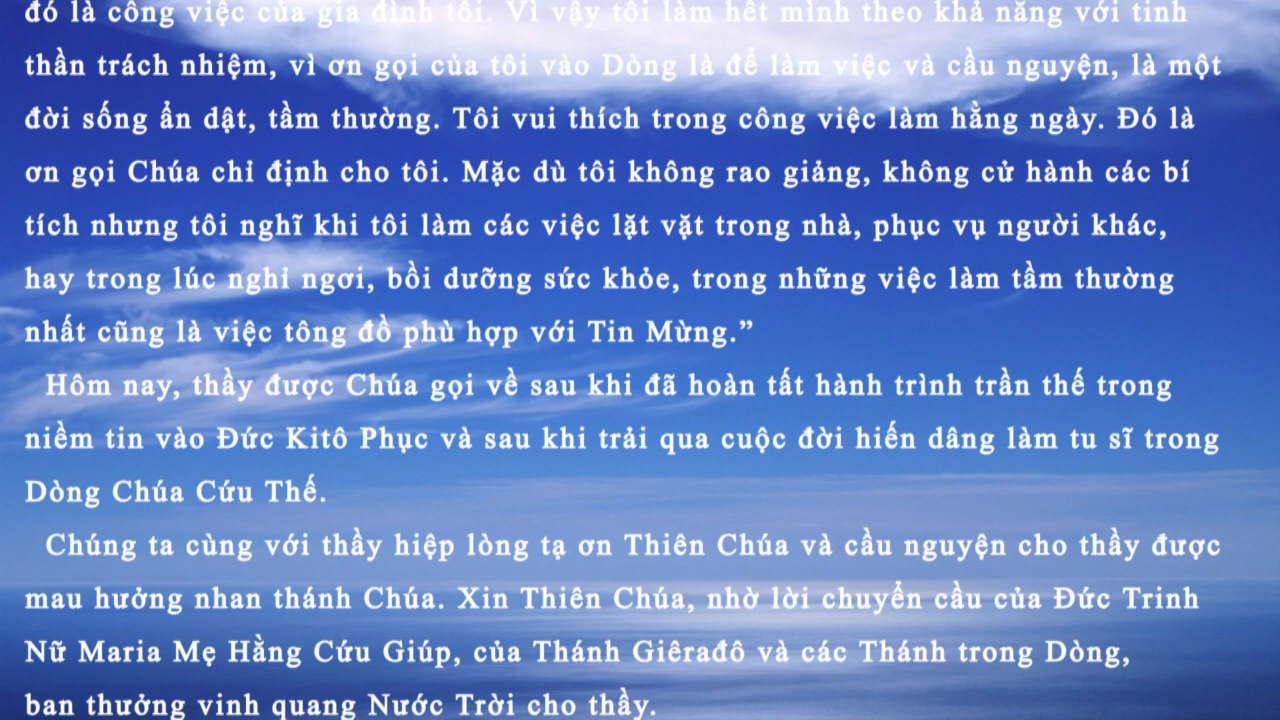 đó là công việc của gia đình tôi. Vì vậy tôi làm hết mình theo khả năng với tinh
thần trách nhiệm, vì ơn gọi của tôi vào Dòng là để làm việc và cầu nguyện, là một
đời sống ẩn dật, tầm thường. Tôi vui thích trong công việc làm hằng ngày. Đó là
ơn gọi Chúa chỉ định cho tôi. Mặc dù tôi không rao giảng, không cử hành các bí
tích nhưng tôi nghĩ khi tôi làm các việc lặt vặt trong nhà, phục vụ người khác,
hay trong lúc nghỉ ngơi, bồi dưỡng sức khỏe, trong những việc làm tầm thường
nhất cũng là việc tông đồ phù hợp với Tin Mừng.”
Hôm nay, thầy được Chúa gọi về sau khi đã hoàn tất hành trình trần thế trong
niềm tin vào Đức Kitô Phục và sau khi trải qua cuộc đời hiến dâng làm tu sĩ trong
Dòng Chúa Cứu Thế.
Chúng ta cùng với thầy hiệp lòng tạ ơn Thiên Chúa và cầu nguyện cho thầy được
mau hưởng nhan thánh Chúa. Xin Thiên Chúa, nhờ lời chuyển cầu của Đức Trinh
Nữ Maria Mẹ Hằng Cứu Giúp, của Thánh Giêrađô và các Thánh trong Dòng,
ban thưởng vinh quang Nước Trời cho thầy.